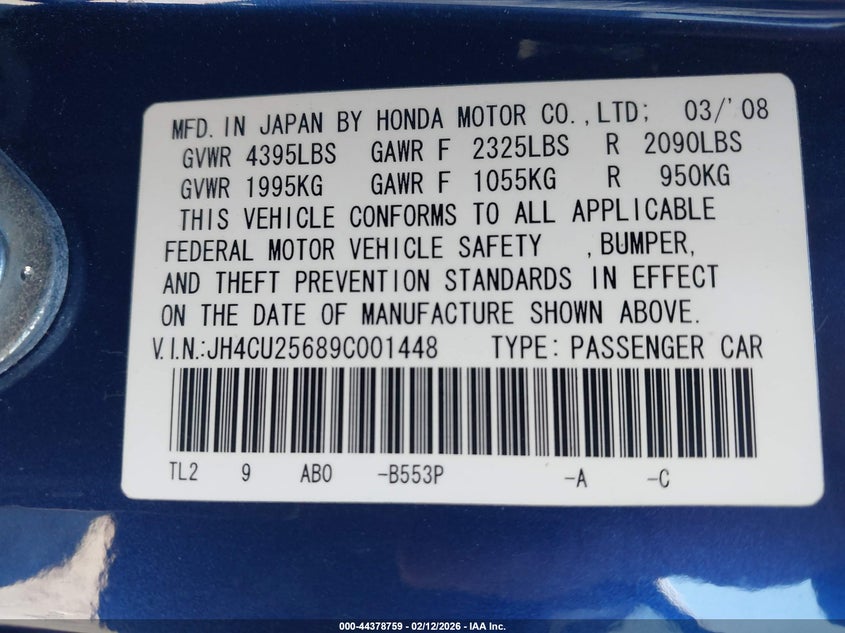 MFD. IN JAPAN BY HONDA MOTOR CO., LTD; 03/'08
GVWR 4395LBS GAWR F 2325LBS R 2090LBS
GVWR 1995KG GAWR F 1055KG R 950KG
THIS VEHICLE CONFORMS TO ALL APPLICABLE
FEDERAL MOTOR VEHICLE SAFETY , BUMPER,
AND THEFT PREVENTION STANDARDS IN EFFECT
ON THE DATE OF MANUFACTURE SHOWN ABOVE.
V.I.N.:JH4CU25689C001448 TYPE: PASSENGER CAR
TL2 9 AB0 -B553P -A -C
000-44378759 - 02/12/2026 - IAA Inc.